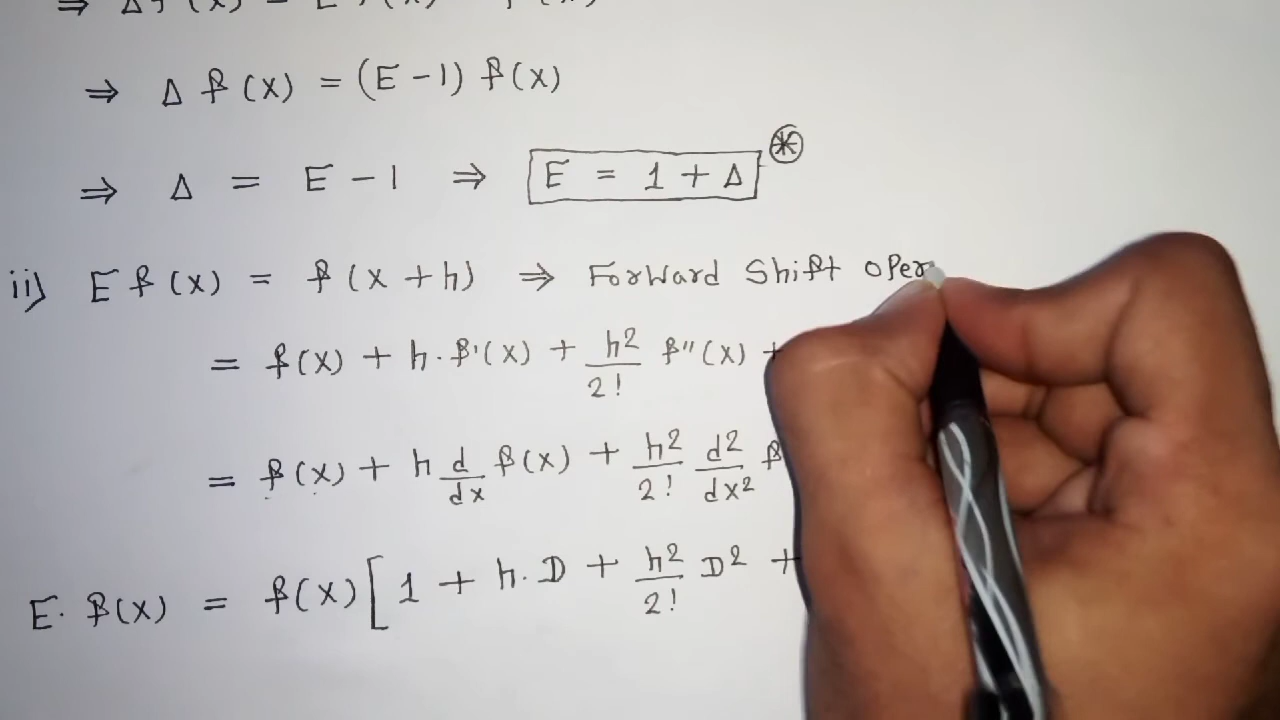 ⇒ Δ f(x) = (E - 1) f(x)
⇒ Δ = E - 1 ⇒ E = 1 + Δ ⊛
ii) E f(x) = f(x + h) ⇒ Forward Shift oper
= f(x) + h. f'(x) + h²/2! f''(x) +
= f(x) + h d/dx f(x) + h²/2! d²/dx² f
E. f(x) = f(x) [ 1 + h. D + h²/2! D² +